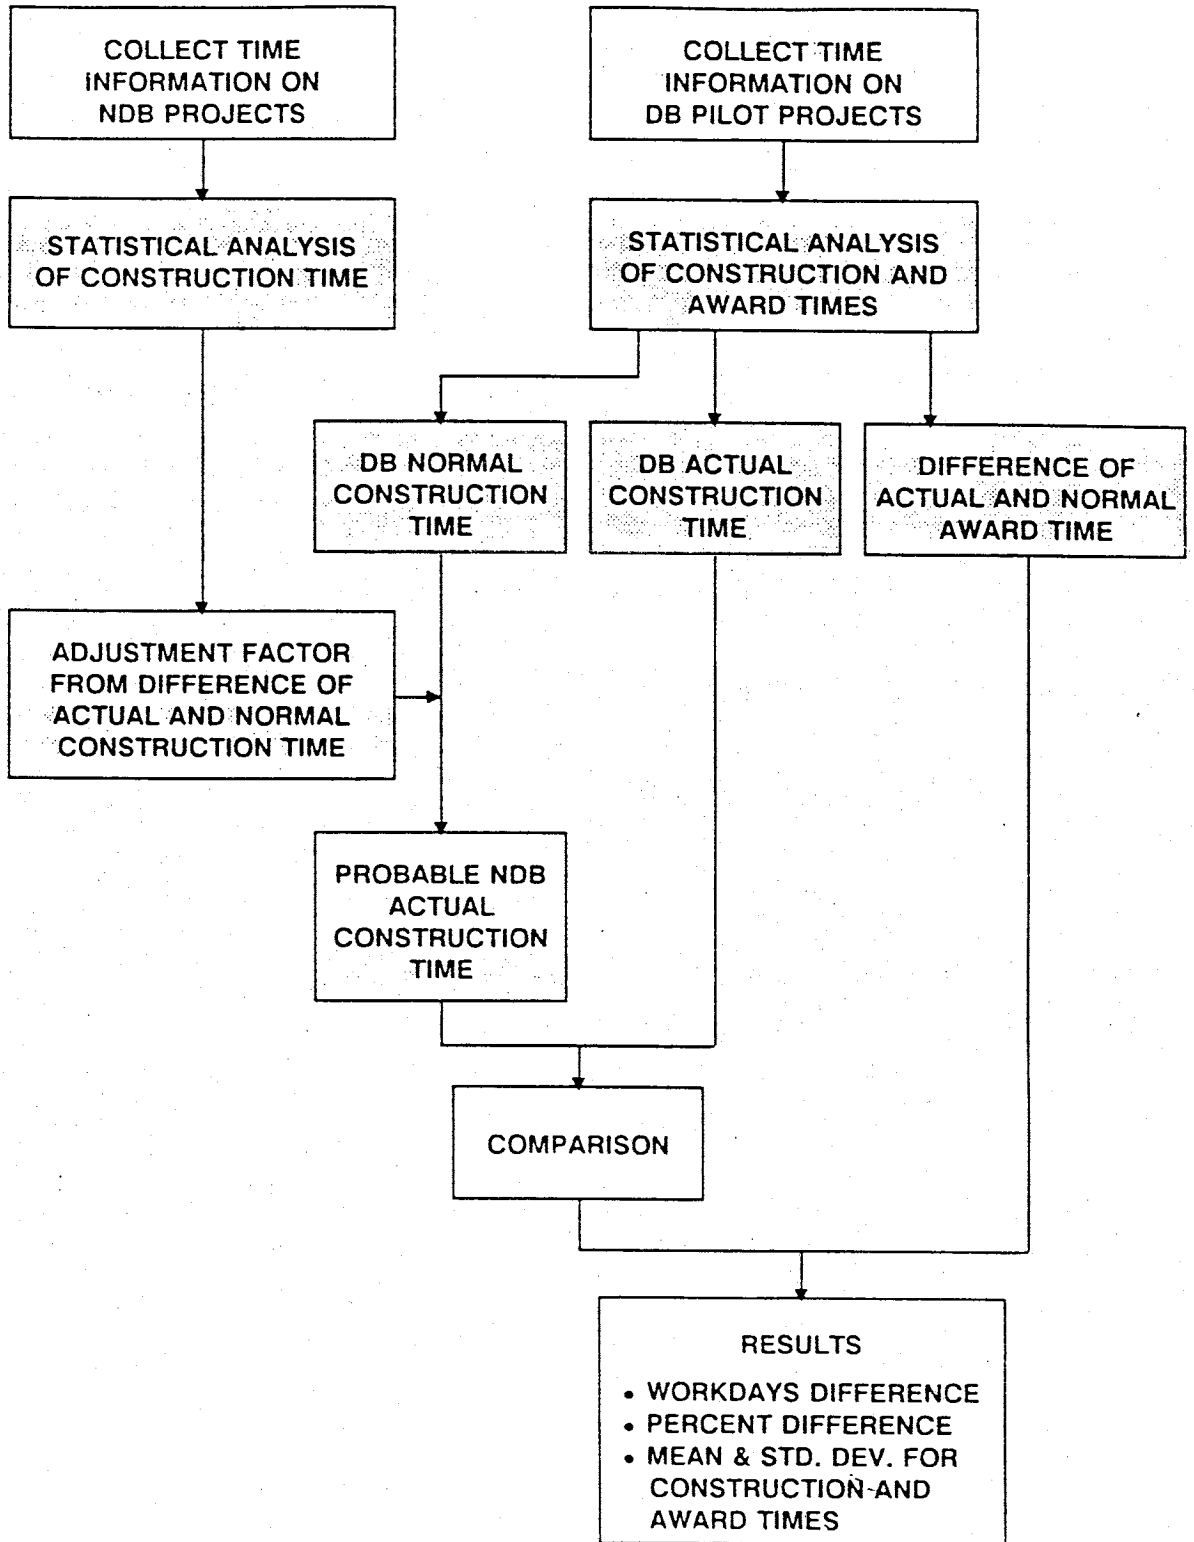 COLLECT TIME
INFORMATION ON
NDB PROJECTS
COLLECT TIME
INFORMATION ON
DB PILOT PROJECTS
STATISTICAL ANALYSIS
OF CONSTRUCTION TIME
STATISTICAL ANALYSIS
OF CONSTRUCTION AND
AWARD TIMES
DB NORMAL
CONSTRUCTION
TIME
DB ACTUAL
CONSTRUCTION
TIME
DIFFERENCE OF
ACTUAL AND NORMAL
AWARD TIME
ADJUSTMENT FACTOR
FROM DIFFERENCE OF
ACTUAL AND NORMAL
CONSTRUCTION TIME
PROBABLE NDB
ACTUAL
CONSTRUCTION
TIME
COMPARISON
RESULTS
• WORKDAYS DIFFERENCE
• PERCENT DIFFERENCE
• MEAN & STD. DEV. FOR
CONSTRUCTION AND
AWARD TIMES